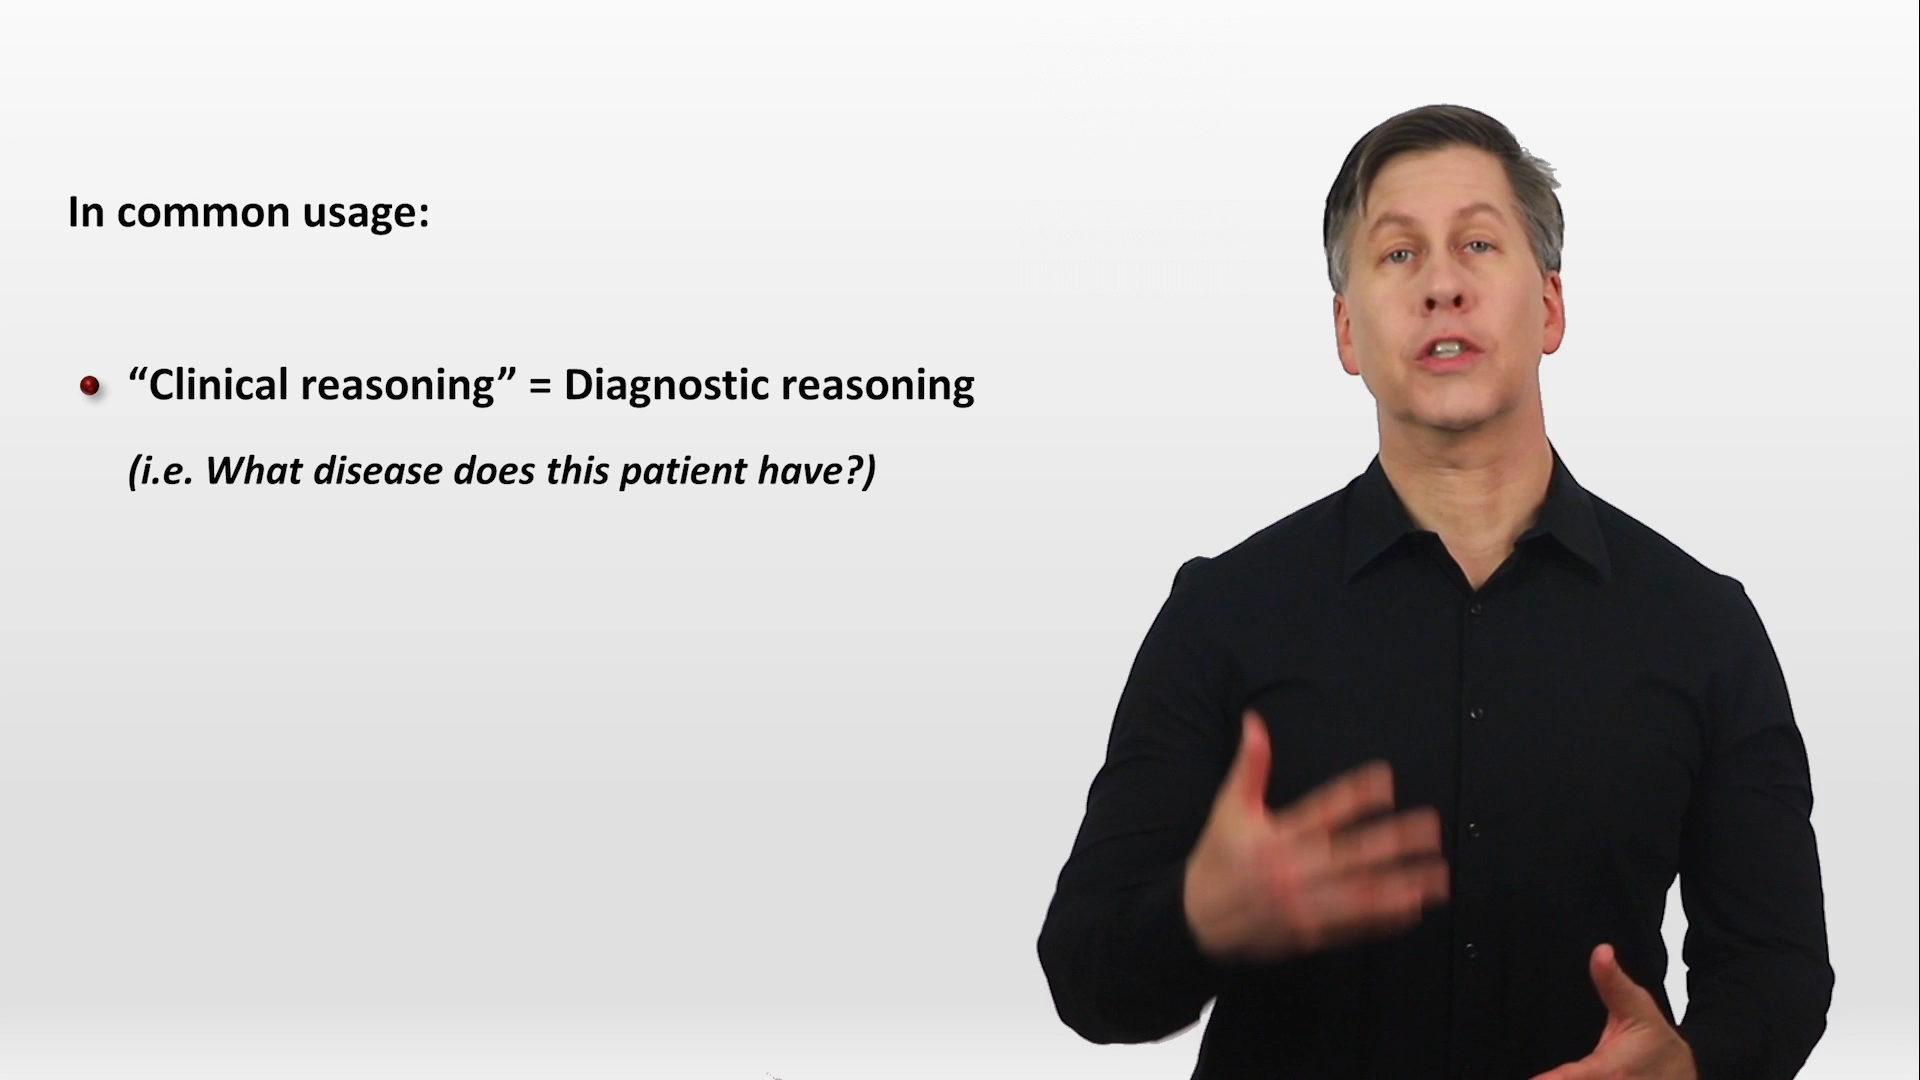 In common usage:
“Clinical reasoning” = Diagnostic reasoning
(i.e. What disease does this patient have?)